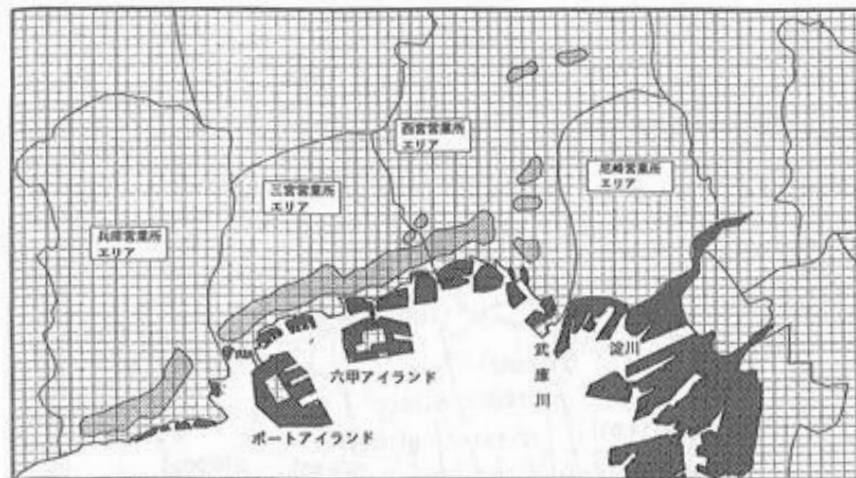 西宮営業所
エリア
尼崎営業所
エリア
三宮営業所
エリア
兵庫営業所
エリア
武庫川
淀川
六甲アイランド
ポートアイランド